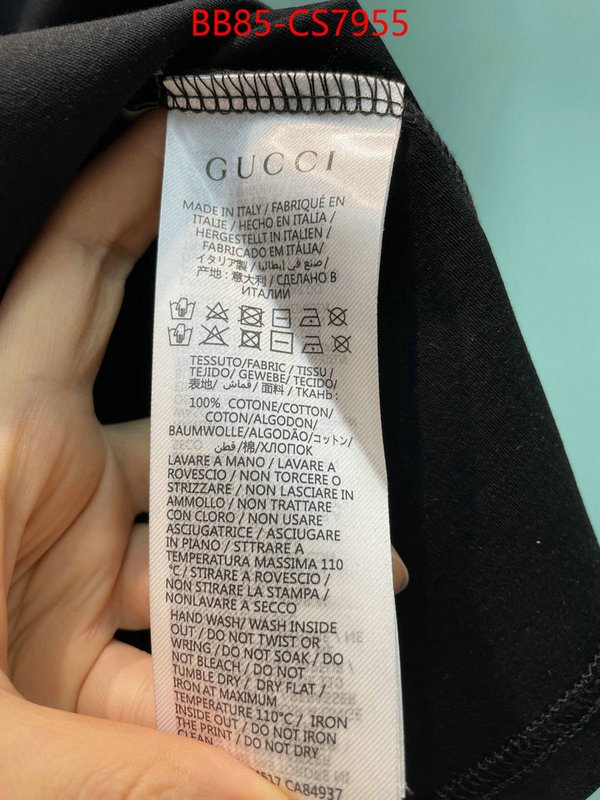 BB85-CS7955
GUCCI
MADE IN ITALY / FABRIQUÉ EN
ITALIE / HECHO EN ITALIA /
HERGESTELLT IN ITALIEN /
FABRICADO EM ITÁLIA/
イタリア製 / صنع في إيطاليا /
产地: 意大利 / СДЕЛАНО В
ИТАЛИИ
TESSUTO/FABRIC / TISSU /
TEJIDO/ GEWEBE/ TECIDO/
表地/ قماش / 面料 / ТКАНЬ :
100% COTONE/COTTON/
COTON/ALGODON/
BAUMWOLLE/ALGODÃO/コットン/
قطن /棉/ХЛОПОК
LAVARE A MANO / LAVARE A
ROVESCIO / NON TORCERE O
STRIZZARE / NON LASCIARE IN
AMMOLLO / NON TRATTARE
CON CLORO / NON USARE
ASCIUGATRICE / ASCIUGARE
IN PIANO / STTRARE A
TEMPERATURA MASSIMA 110
°C / STIRARE A ROVESCIO /
NON STIRARE LA STAMPA /
NONLAVARE A SECCO
HAND WASH/ WASH INSIDE
OUT / DO NOT TWIST OR
WRING / DO NOT SOAK / DO
NOT BLEACH / DO NOT
TUMBLE DRY / DRY FLAT /
IRON AT MAXIMUM
TEMPERATURE 110°C / IRON
INSIDE OUT / DO NOT IRON
THE PRINT / DO NOT DRY
CLEAN
CA84937